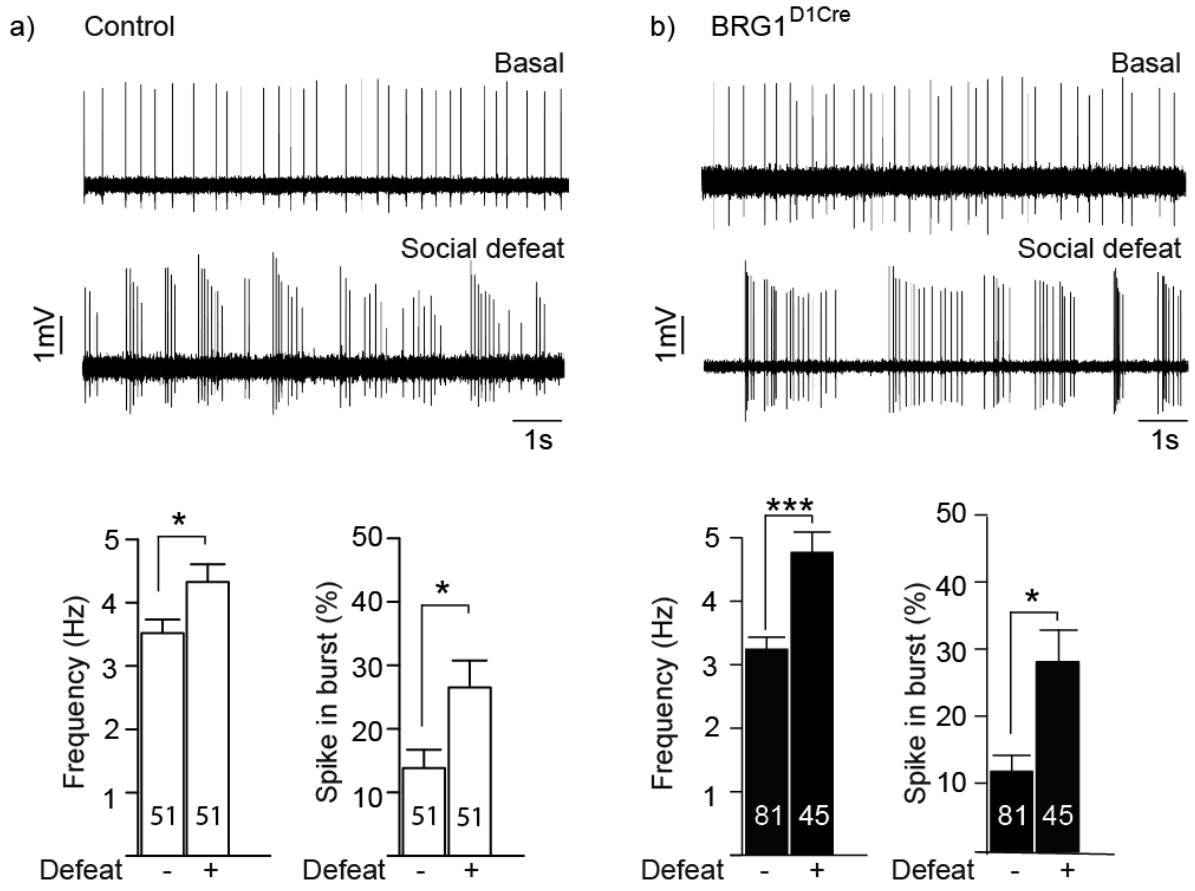 a) Control
Basal
Social defeat
1mV
1s
b) BRG1D1Cre
Basal
Social defeat
1mV
1s
Frequency (Hz)
5
4
3
2
1
*
51 51
Defeat - +
Spike in burst (%)
50
40
30
20
10
*
51 51
- +
Frequency (Hz)
5
4
3
2
1
***
81 45
Defeat - +
Spike in burst (%)
50
40
30
20
10
*
81 45
- +